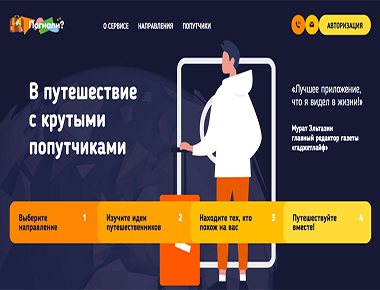 Погнали?
О СЕРВИСЕ НАПРАВЛЕНИЯ ПОПУТЧИКИ
АВТОРИЗАЦИЯ
В путешествие
с крутыми
попутчиками
«Лучшее приложение,
что я видел в жизни!»
Мурат Эльтазин
главный редактор газеты
«гаджетлайф»
Выберите
направление
1
Изучите идеи
путешественников
2
Находите тех, кто
похож на вас
3
Путешествуйте
вместе!
4